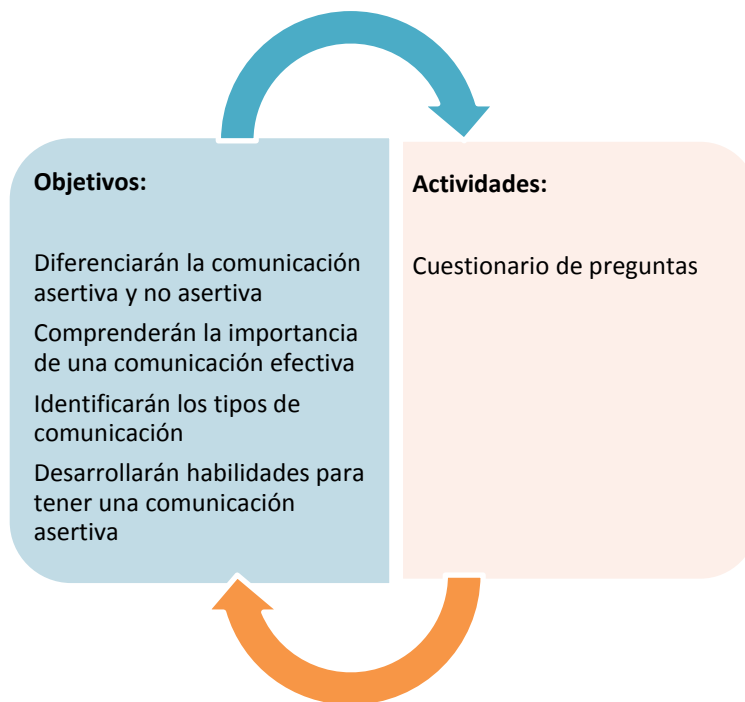 Objetivos:
Diferenciarán la comunicación
asertiva y no asertiva
Comprenderán la importancia
de una comunicación efectiva
Identificarán los tipos de
comunicación
Desarrollarán habilidades para
tener una comunicación
asertiva
Actividades:
Cuestionario de preguntas